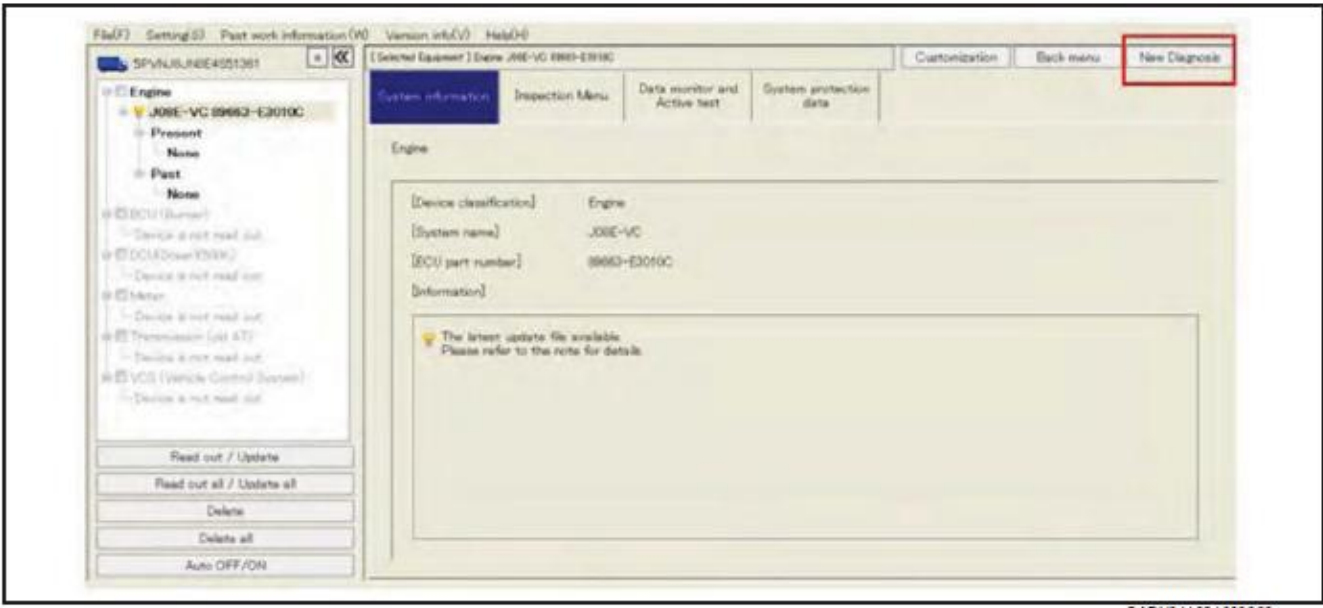 File(F) Setting(S) Past work information(W) Version info(V) Help(H)
[Selected Equipment] Engine J08E-VC 89663-E3010C
Customization
Back menu
New Diagnosis
Engine
J08E-VC 89663-E3010C
Present
None
Past
None
ECU (Burner)
Device is not read out.
Device is not read out.
Meter
Device is not read out.
Device is not read out.
VCS (Vehicle Control System)
Device is not read out.
Read out / Update
Read out all / Update all
Delete
Delete all
Auto OFF/ON
System information
Inspection Menu
Data monitor and
Active test
System protection
data
Engine
[Device classification] Engine
[System name] J08E-VC
[ECU part number] 89663-E3010C
[Information]
The latest update file available.
Please refer to the note for details.